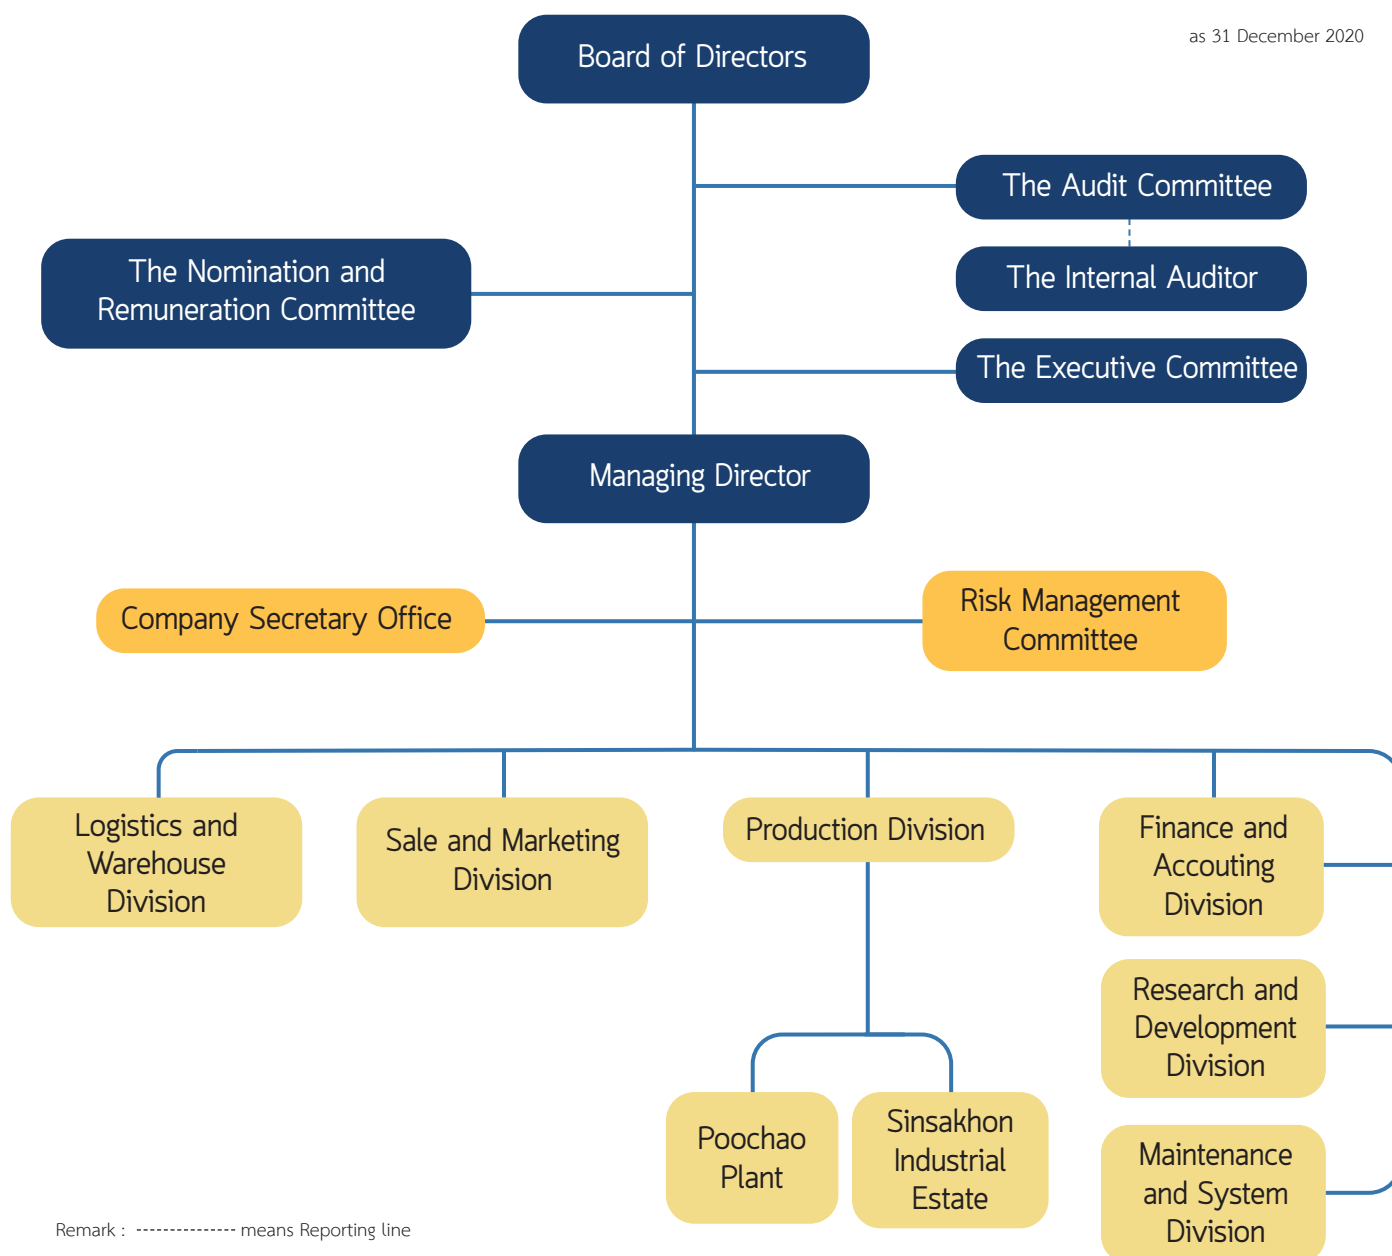 as 31 December 2020
Board of Directors
The Audit Committee
The Internal Auditor
The Nomination and
Remuneration Committee
The Executive Committee
Managing Director
Company Secretary Office
Risk Management
Committee
Logistics and
Warehouse
Division
Sale and Marketing
Division
Production Division
Finance and
Accouting
Division
Research and
Development
Division
Poochao
Plant
Sinsakhon
Industrial
Estate
Maintenance
and System
Division
Remark : -------------- means Reporting line